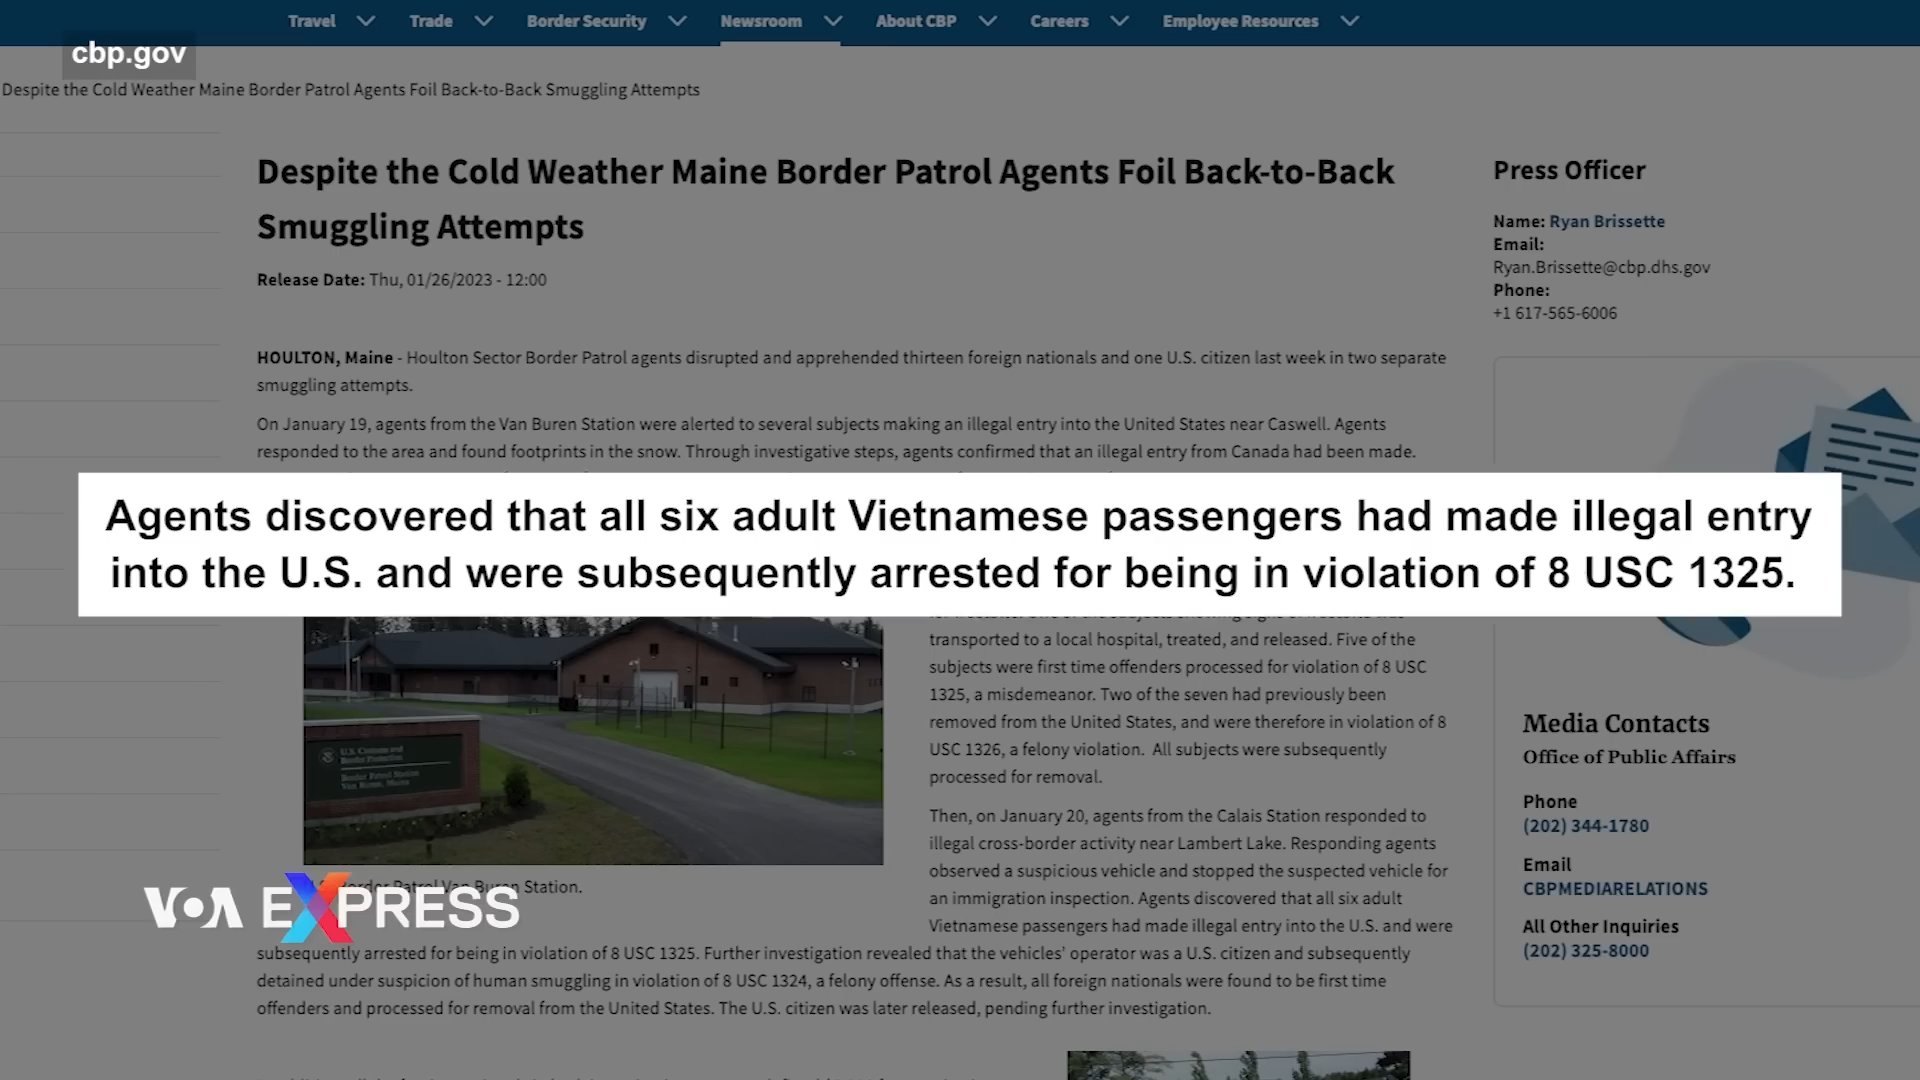 Travel
Trade
Border Security
Newsroom
About CBP
Careers
Employee Resources
cbp.gov
Despite the Cold Weather Maine Border Patrol Agents Foil Back-to-Back Smuggling Attempts
Despite the Cold Weather Maine Border Patrol Agents Foil Back-to-Back
Smuggling Attempts
Release Date: Thu, 01/26/2023 - 12:00
HOULTON, Maine - Houlton Sector Border Patrol agents disrupted and apprehended thirteen foreign nationals and one U.S. citizen last week in two separate
smuggling attempts.
On January 19, agents from the Van Buren Station were alerted to several subjects making an illegal entry into the United States near Caswell. Agents
responded to the area and found footprints in the snow. Through investigative steps, agents confirmed that an illegal entry from Canada had been made.
Agents discovered that all six adult Vietnamese passengers had made illegal entry
into the U.S. and were subsequently arrested for being in violation of 8 USC 1325.
transported to a local hospital, treated, and released. Five of the
subjects were first time offenders processed for violation of 8 USC
1325, a misdemeanor. Two of the seven had previously been
removed from the United States, and were therefore in violation of 8
USC 1326, a felony violation.  All subjects were subsequently
processed for removal.
Then, on January 20, agents from the Calais Station responded to
illegal cross-border activity near Lambert Lake. Responding agents
observed a suspicious vehicle and stopped the suspected vehicle for
an immigration inspection. Agents discovered that all six adult
Vietnamese passengers had made illegal entry into the U.S. and were
subsequently arrested for being in violation of 8 USC 1325. Further investigation revealed that the vehicles' operator was a U.S. citizen and subsequently
detained under suspicion of human smuggling in violation of 8 USC 1324, a felony offense. As a result, all foreign nationals were found to be first time
offenders and processed for removal from the United States. The U.S. citizen was later released, pending further investigation.
U.S. Customs and
Border Protection
Border Patrol Station
Van Buren, Maine
Border Patrol Van Buren Station.
VOA EXPRESS
Press Officer
Name: Ryan Brissette
Email:
Ryan.Brissette@cbp.dhs.gov
Phone:
+1 617-565-6006
Media Contacts
Office of Public Affairs
Phone
(202) 344-1780
Email
CBPMEDIARELATIONS
All Other Inquiries
(202) 325-8000